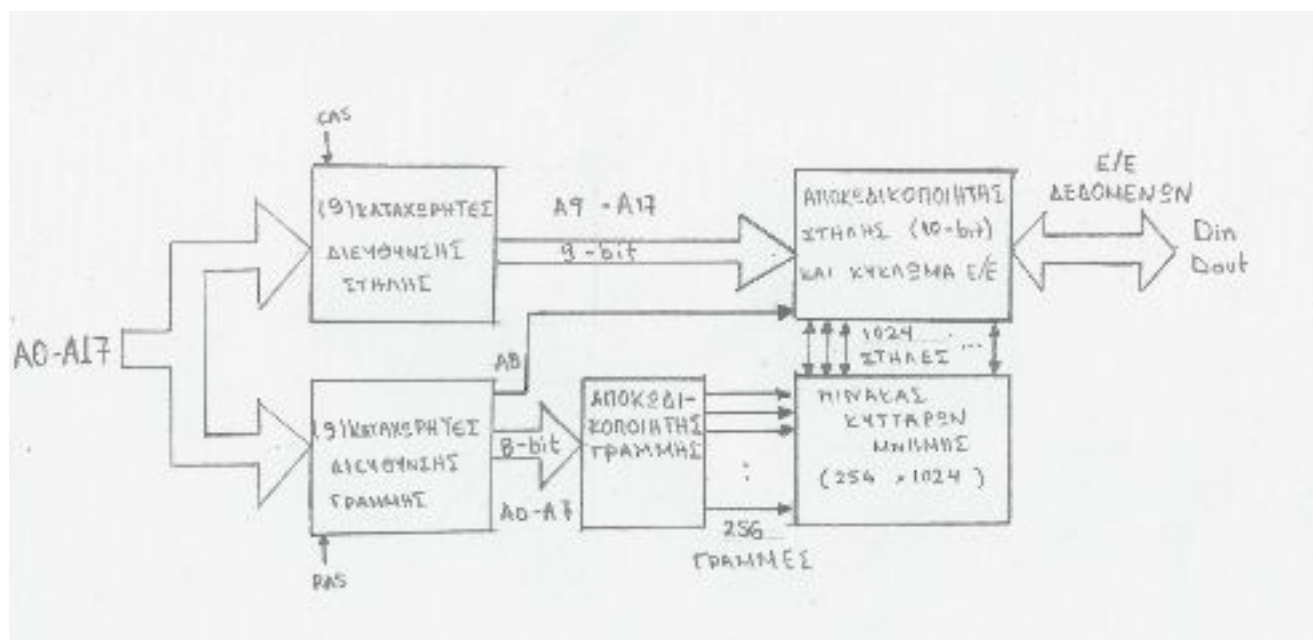 CAS
(9) ΚΑΤΑΧΩΡΗΤΕΣ
ΔΙΕΥΘΥΝΣΗΣ
ΣΤΗΛΗΣ
A9 - A17
9-bit
ΑΠΟΚΩΔΙΚΟΠΟΙΗΤΗΣ
ΣΤΗΛΗΣ (10-bit)
ΚΑΙ ΚΥΚΛΩΜΑ Ε/Ε
Ε/Ε
ΔΕΔΟΜΕΝΩΝ
Din
Dout
A0-A17
A8
1024 ...
ΣΤΗΛΕΣ
(9) ΚΑΤΑΧΩΡΗΤΕΣ
ΔΙΕΥΘΥΝΣΗΣ
ΓΡΑΜΜΗΣ
8-bit
A0-A7
ΑΠΟΚΩΔΙ-
ΚΟΠΟΙΗΤΗΣ
ΓΡΑΜΜΗΣ
ΠΙΝΑΚΑΣ
ΚΥΤΤΑΡΩΝ
ΜΝΗΜΗΣ
(256 × 1024)
256
ΓΡΑΜΜΕΣ
RAS